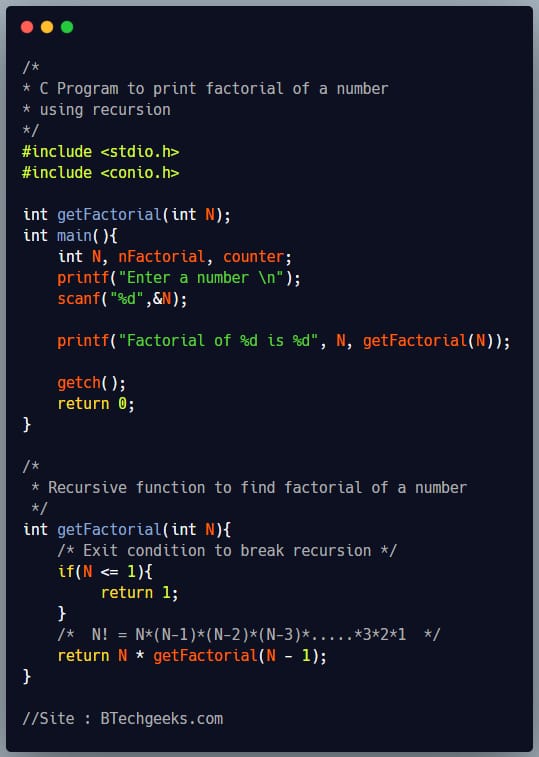 /*
* C Program to print factorial of a number
* using recursion
*/
#include <stdio.h>
#include <conio.h>

int getFactorial(int N);
int main(){
    int N, nFactorial, counter;
    printf("Enter a number \n");
    scanf("%d",&N);

    printf("Factorial of %d is %d", N, getFactorial(N));

    getch();
    return 0;
}

/*
 * Recursive function to find factorial of a number
 */
int getFactorial(int N){
    /* Exit condition to break recursion */
    if(N <= 1){
         return 1;
    }
    /*  N! = N*(N-1)*(N-2)*(N-3)*.....*3*2*1  */
    return N * getFactorial(N - 1);
}

//Site : BTechgeeks.com